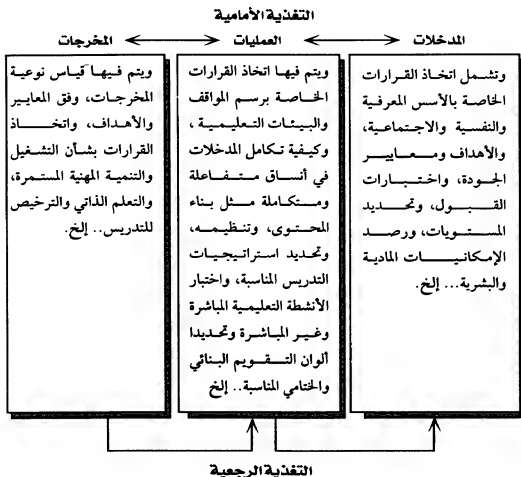 التغذية الأمامية
المدخلات
العمليات
المخرجات
وتشمل اتخاذ القرارات
الخاصة بالأسس المعرفية
والنفسية والاجتماعية،
والأهداف ومعايير
الجودة، واختبارات
القبول، وتحديد
المستويات، ورصد
الإمكانيات المادية
والبشرية... إلخ.
ويتم فيها اتخاذ القرارات
الخاصة برسم المواقف
والبيئات التعليمية،
وكيفية تكامل المدخلات
في أنساق متفاعلة
ومتكاملة مثل بناء
المحتوى، وتنظيمه،
وتحديد استراتيجيات
التدريس المناسبة، واختبار
الأنشطة التعليمية المباشرة
وغير المباشرة وتحديدا
ألوان التقويم البنائي
والختامي المناسبة.. إلخ
ويتم فيها قياس نوعية
المخرجات، وفق المعايير
والأهداف، واتخاذ
القرارات بشأن التشغيل
والتنمية المهنية المستمرة،
والتعلم الذاتي والترخيص
للتدريس.. إلخ.
التغذية الرجعية